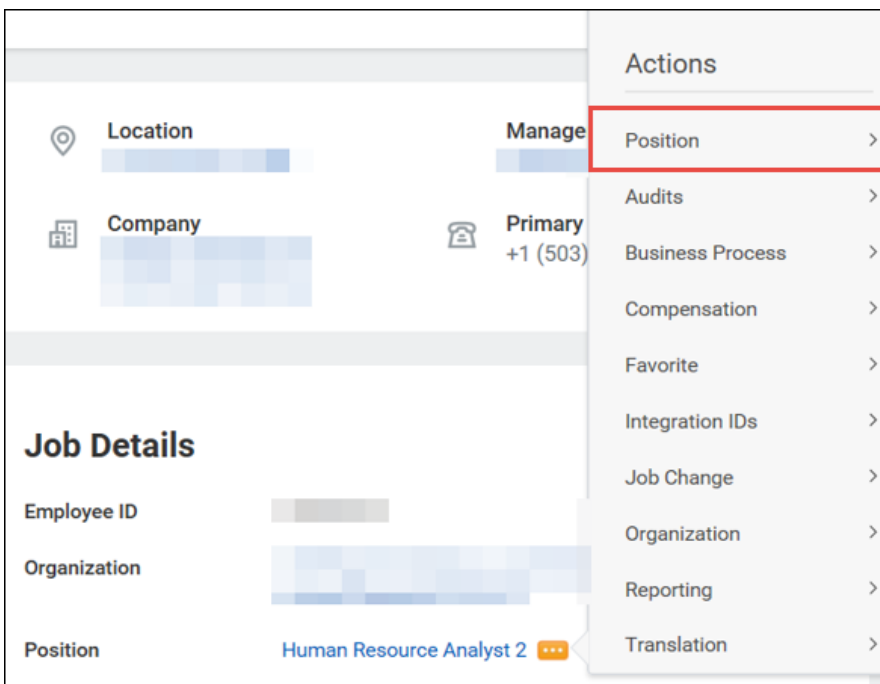 Location
Manage
Company
Primary
+1 (503)
Job Details
Employee ID
Organization
Position
Human Resource Analyst 2
Actions
Position
Audits
Business Process
Compensation
Favorite
Integration IDs
Job Change
Organization
Reporting
Translation